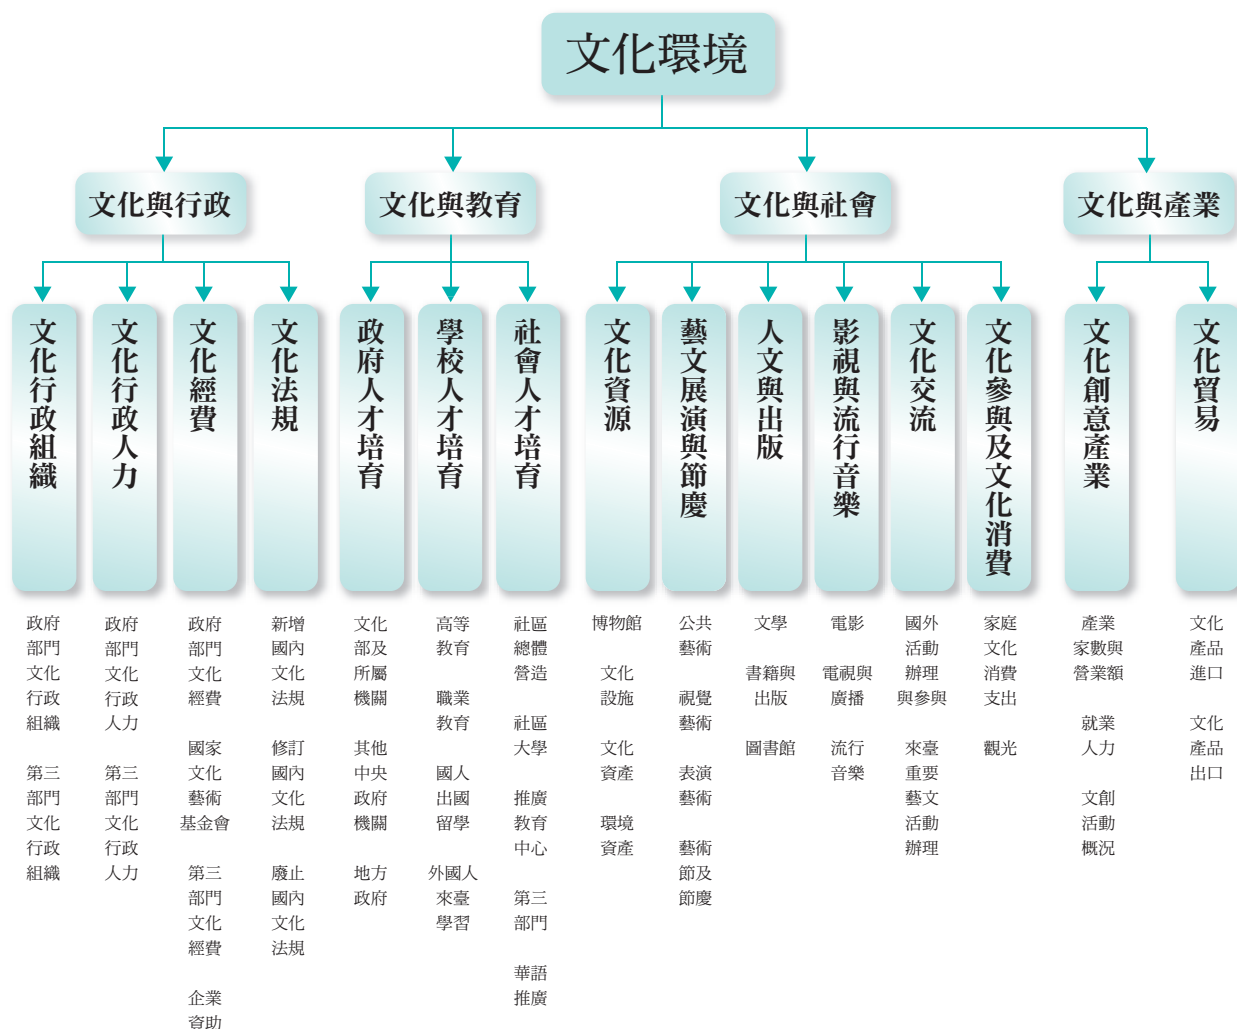 文化環境
文化與行政
文化與教育
文化與社會
文化與產業
文化行政組織
文化行政人力
文化經費
文化法規
政府人才培育
學校人才培育
社會人才培育
文化資源
藝文展演與節慶
人文與出版
影視與流行音樂
文化交流
文化參與及文化消費
文化創意產業
文化貿易
政府
部門
文化
行政
組織
第三
部門
文化
行政
組織
政府
部門
文化
行政
人力
第三
部門
文化
行政
人力
政府
部門
文化
經費
國家
文化
藝術
基金會
第三
部門
文化
經費
企業
資助
新增
國內
文化
法規
修訂
國內
文化
法規
廢止
國內
文化
法規
文化
部及
所屬
機關
其他
中央
政府
機關
地方
政府
高等
教育
職業
教育
國人
出國
留學
外國人
來臺
學習
社區
總體
營造
社區
大學
推廣
教育
中心
第三
部門
華語
推廣
博物館
文化
設施
文化
資產
環境
資產
公共
藝術
視覺
藝術
表演
藝術
藝術
節及
節慶
文學
書籍與
出版
圖書館
電影
電視與
廣播
流行
音樂
國外
活動
辦理
與參與
來臺
重要
藝文
活動
辦理
家庭
文化
消費
支出
觀光
產業
家數與
營業額
就業
人力
文創
活動
概況
文化
產品
進口
文化
產品
出口